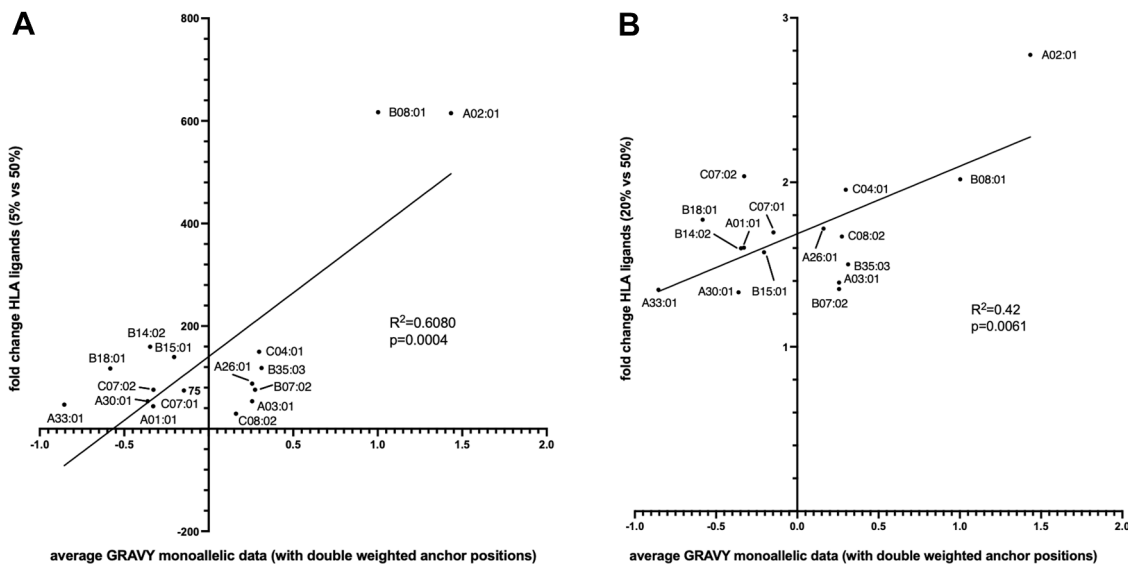 A
800
600
400
200
-200
-1.0
-0.5
0.0
0.5
1.0
1.5
2.0
fold change HLA ligands (5% vs 50%)
B08:01
A02:01
R²=0.6080
p=0.0004
B14:02
B15:01
B18:01
C04:01
A26:01
B35:03
C07:02
75
B07:02
A30:01
C07:01
A03:01
A33:01
A01:01
C08:02
average GRAVY monoallelic data (with double weighted anchor positions)
B
3
2
1
-1.0
-0.5
0.0
0.5
1.0
1.5
2.0
fold change HLA ligands (20% vs 50%)
A02:01
C07:02
C04:01
B08:01
B18:01
C07:01
A01:01
B14:02
C08:02
A26:01
B35:03
A03:01
A33:01
A30:01
B15:01
B07:02
R²=0.42
p=0.0061
average GRAVY monoallelic data (with double weighted anchor positions)